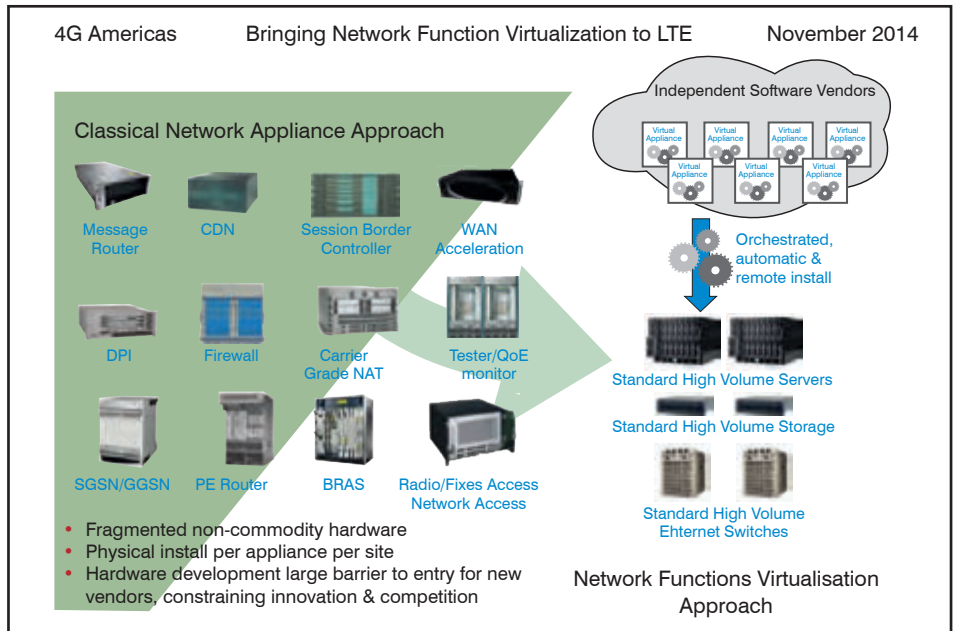 4G Americas
Bringing Network Function Virtualization to LTE
November 2014
Classical Network Appliance Approach
Message
Router
CDN
Session Border
Controller
WAN
Acceleration
DPI
Firewall
Carrier
Grade NAT
Tester/QoE
monitor
SGSN/GGSN
PE Router
BRAS
Radio/Fixes Access
Network Access
• Fragmented non-commodity hardware
• Physical install per appliance per site
• Hardware development large barrier to entry for new
vendors, constraining innovation & competition
Independent Software Vendors
Virtual
Appliance
Virtual
Appliance
Virtual
Appliance
Virtual
Appliance
Virtual
Appliance
Virtual
Appliance
Virtual
Appliance
Orchestrated,
automatic &
remote install
Standard High Volume Servers
Standard High Volume Storage
Standard High Volume
Ehternet Switches
Network Functions Virtualisation
Approach